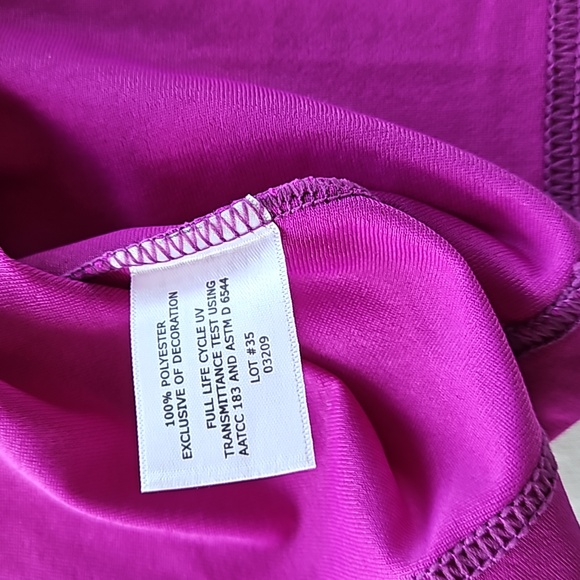 100% POLYESTER
EXCLUSIVE OF DECORATION
FULL LIFE CYCLE UV
TRANSMITTANCE TEST USING
AATCC 183 AND ASTM D 6544
LOT #35
03209